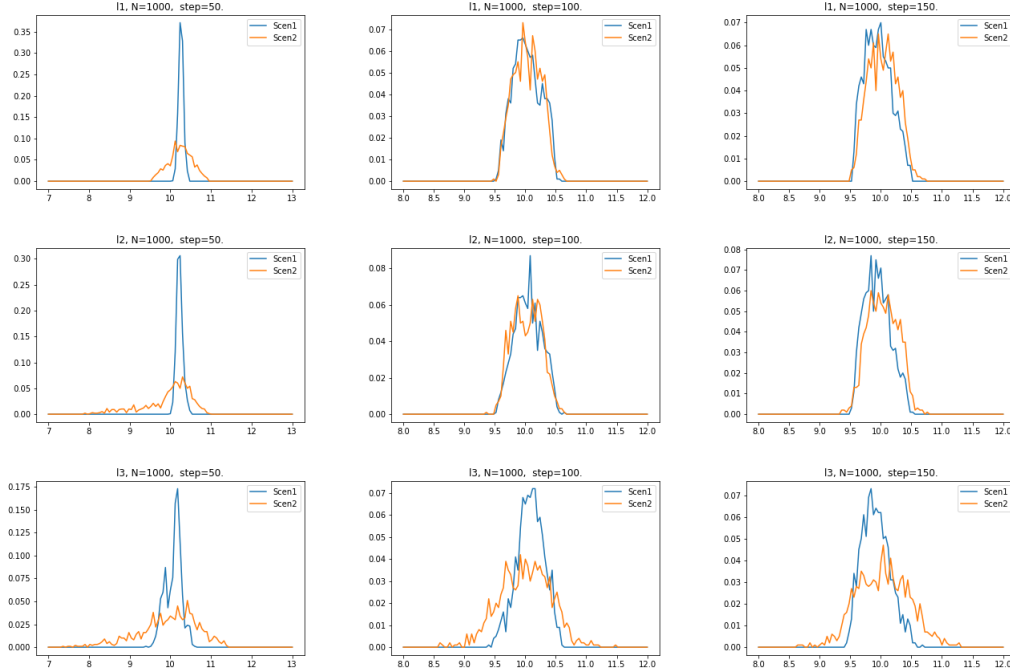 l1, N=1000, step=50.
l1, N=1000, step=100.
l1, N=1000, step=150.
0.35
0.30
0.25
0.20
0.15
0.10
0.05
0.00
7 8 9 10 11 12 13
Scen1
Scen2
0.07
0.06
0.05
0.04
0.03
0.02
0.01
0.00
8.0 8.5 9.0 9.5 10.0 10.5 11.0 11.5 12.0
Scen1
Scen2
0.07
0.06
0.05
0.04
0.03
0.02
0.01
0.00
8.0 8.5 9.0 9.5 10.0 10.5 11.0 11.5 12.0
Scen1
Scen2
l2, N=1000, step=50.
l2, N=1000, step=100.
l2, N=1000, step=150.
0.30
0.25
0.20
0.15
0.10
0.05
0.00
7 8 9 10 11 12 13
Scen1
Scen2
0.08
0.06
0.04
0.02
0.00
8.0 8.5 9.0 9.5 10.0 10.5 11.0 11.5 12.0
Scen1
Scen2
0.08
0.07
0.06
0.05
0.04
0.03
0.02
0.01
0.00
8.0 8.5 9.0 9.5 10.0 10.5 11.0 11.5 12.0
Scen1
Scen2
l3, N=1000, step=50.
l3, N=1000, step=100.
l3, N=1000, step=150.
0.175
0.150
0.125
0.100
0.075
0.050
0.025
0.000
7 8 9 10 11 12 13
Scen1
Scen2
0.07
0.06
0.05
0.04
0.03
0.02
0.01
0.00
8.0 8.5 9.0 9.5 10.0 10.5 11.0 11.5 12.0
Scen1
Scen2
0.07
0.06
0.05
0.04
0.03
0.02
0.01
0.00
8.0 8.5 9.0 9.5 10.0 10.5 11.0 11.5 12.0
Scen1
Scen2